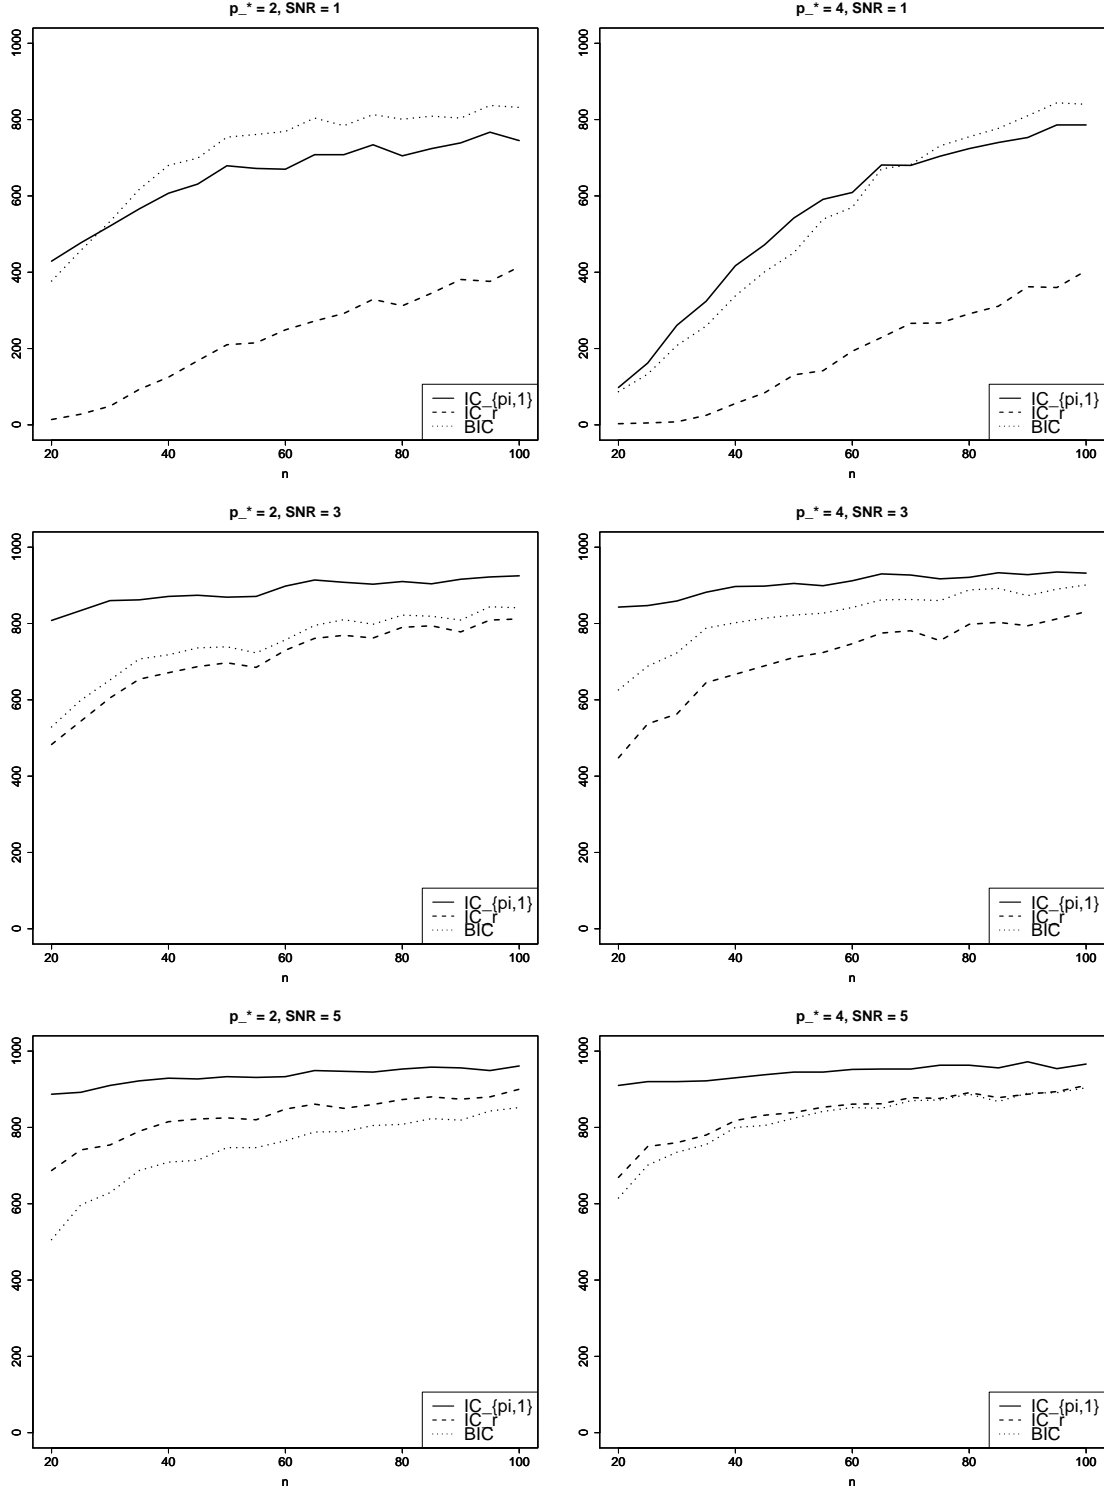 p_* = 2, SNR = 1
1000
800
600
400
200
0
20 40 60 80 100
n
IC_{pi,1}
IC_r
BIC
p_* = 4, SNR = 1
1000
800
600
400
200
0
20 40 60 80 100
n
IC_{pi,1}
IC_r
BIC
p_* = 2, SNR = 3
1000
800
600
400
200
0
20 40 60 80 100
n
IC_{pi,1}
IC_r
BIC
p_* = 4, SNR = 3
1000
800
600
400
200
0
20 40 60 80 100
n
IC_{pi,1}
IC_r
BIC
p_* = 2, SNR = 5
1000
800
600
400
200
0
20 40 60 80 100
n
IC_{pi,1}
IC_r
BIC
p_* = 4, SNR = 5
1000
800
600
400
200
0
20 40 60 80 100
n
IC_{pi,1}
IC_r
BIC